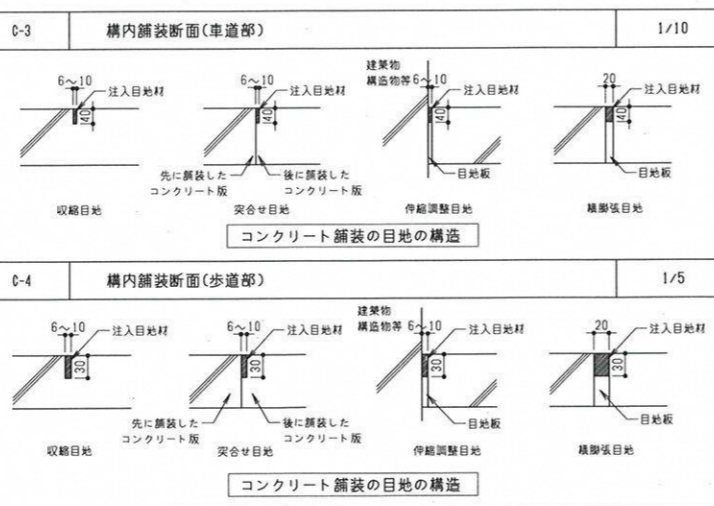 C-3 構内舗装断面(車道部) 1/10
6～10 注入目地材 40
先に舗装した 後に舗装した
コンクリート版 コンクリート版
6～10 注入目地材 40
建築物
構造物等 6～10 注入目地材 40
目地板
20 注入目地材 40
目地板
収縮目地 突合せ目地 伸縮調整目地 横膨張目地
コンクリート舗装の目地の構造
C-4 構内舗装断面(歩道部) 1/5
6～10 注入目地材 30
6～10 注入目地材 30
先に舗装した 後に舗装した
コンクリート版 コンクリート版
建築物
構造物等 6～10 注入目地材 30
目地板
20 注入目地材 30
目地板
収縮目地 突合せ目地 伸縮調整目地 横膨張目地
コンクリート舗装の目地の構造